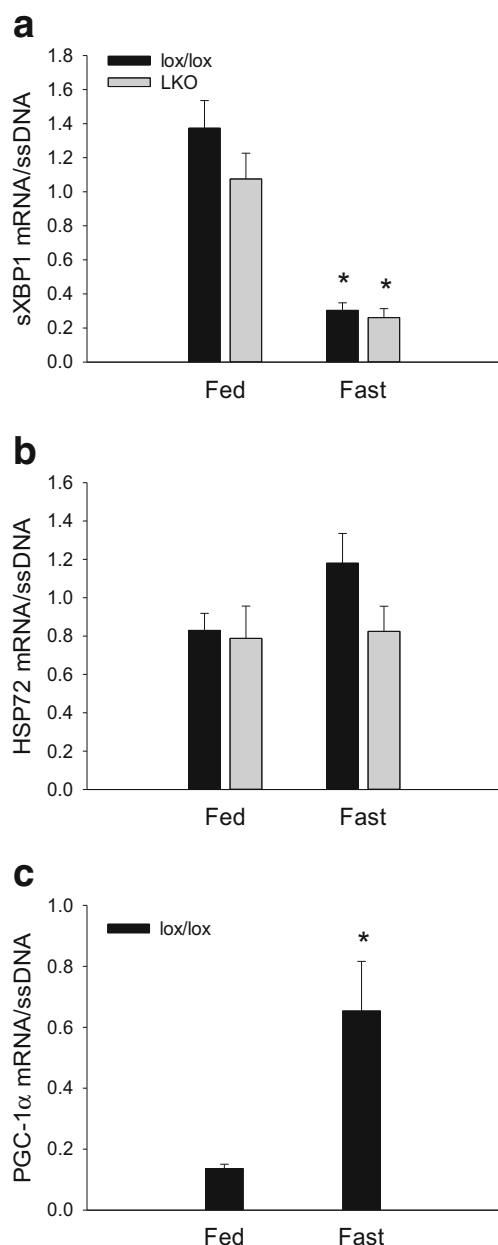 a
lox/lox
LKO
sXBP1 mRNA/ssDNA
1.8
1.6
1.4
1.2
1.0
0.8
0.6
0.4
0.2
0.0
*
*
Fed Fast
b
HSP72 mRNA/ssDNA
1.6
1.4
1.2
1.0
0.8
0.6
0.4
0.2
0.0
Fed Fast
c
lox/lox
PGC-1α mRNA/ssDNA
1.0
0.8
0.6
0.4
0.2
0.0
*
Fed Fast